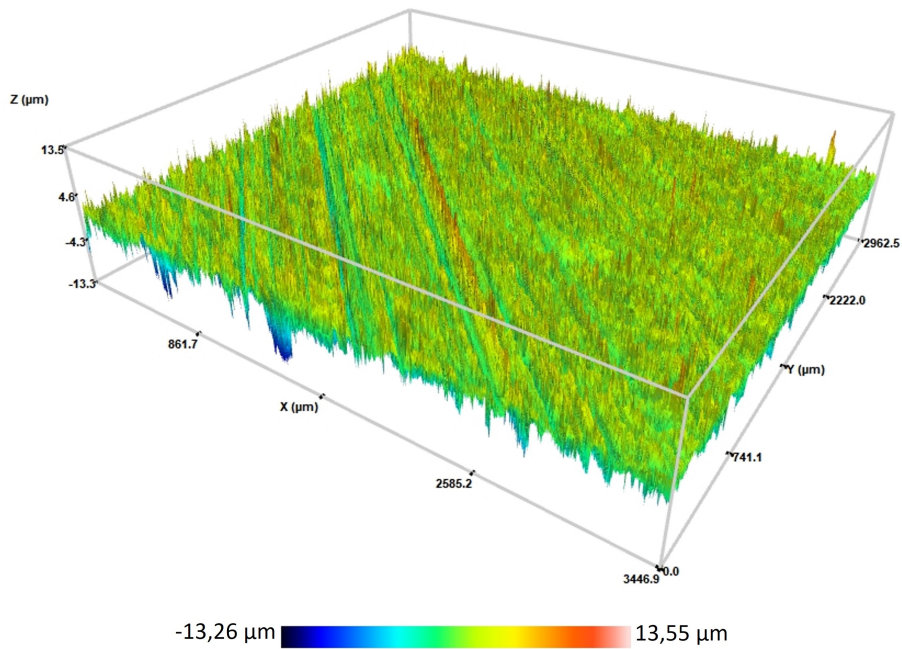 Z (µm)
13.5
4.6
-4.3
-13.3
2962.5
2222.0
861.7
Y (µm)
X (µm)
741.1
2585.2
3446.9 0.0
-13,26 µm 13,55 µm